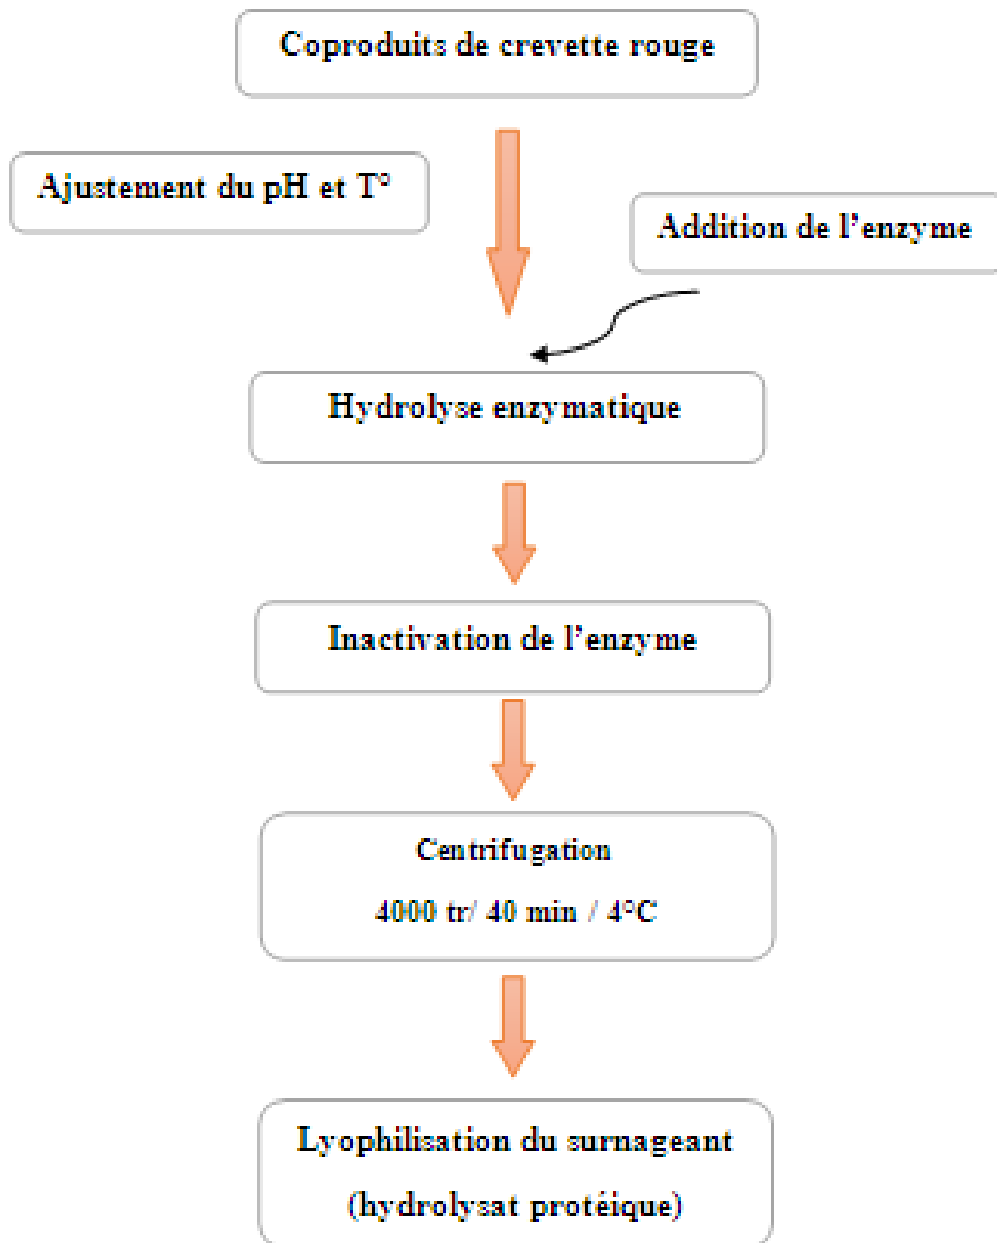 Coproduits de crevette rouge
Ajustement du pH et T°
Addition de l’enzyme
Hydrolyse enzymatique
Inactivation de l’enzyme
Centrifugation
4000 tr/ 40 min / 4°C
Lyophilisation du surnageant
(hydrolysat protéique)